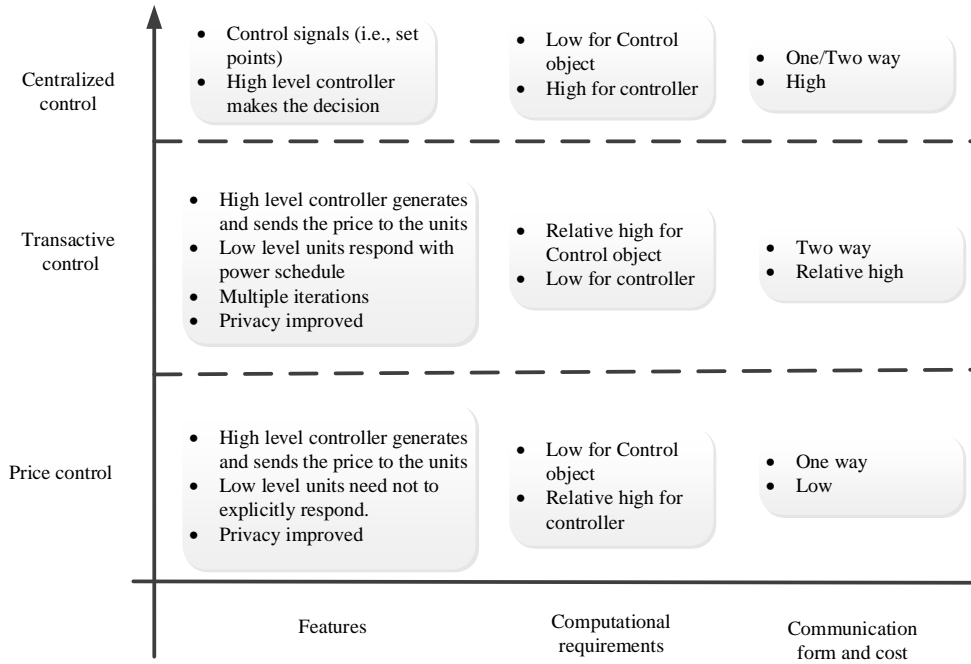 Centralized
control
• Control signals (i.e., set
points)
• High level controller
makes the decision
• Low for Control
object
• High for controller
• One/Two way
• High
Transactive
control
• High level controller generates
and sends the price to the units
• Low level units respond with
power schedule
• Multiple iterations
• Privacy improved
• Relative high for
Control object
• Low for controller
• Two way
• Relative high
Price control
• High level controller generates
and sends the price to the units
• Low level units need not to
explicitly respond.
• Privacy improved
• Low for Control
object
• Relative high for
controller
• One way
• Low
Features
Computational
requirements
Communication
form and cost